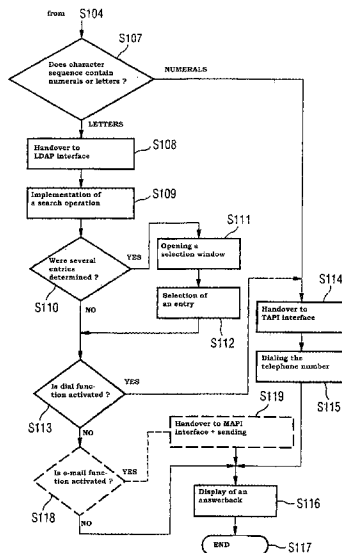 from S104
S107
Does character
sequence contain
numerals or letters ?
NUMERALS
LETTERS
Handover to
LDAP interface
S108
Implementation of
a search operation
S109
Were several
entries
determined ?
S110
YES
NO
Opening a
selection window
S111
Selection of
an entry
S112
S114
Handover to
TAPI interface
Dialing the
telephone number
S115
Is dial func-
tion activated ?
S113
YES
NO
S119
Handover to MAPI
interface + sending
Is e-mail func-
tion activated ?
S118
YES
NO
Display of an
answerback
S116
END
S117